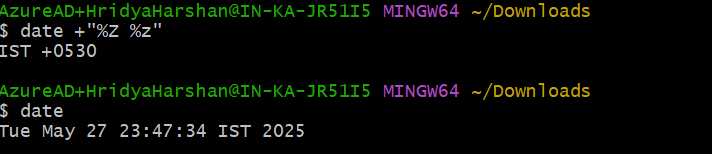 AzureAD+HridyaHarshan@IN-KA-JR51I5 MINGW64 ~/Downloads
$ date +"%Z %z"
IST +0530
AzureAD+HridyaHarshan@IN-KA-JR51I5 MINGW64 ~/Downloads
$ date
Tue May 27 23:47:34 IST 2025